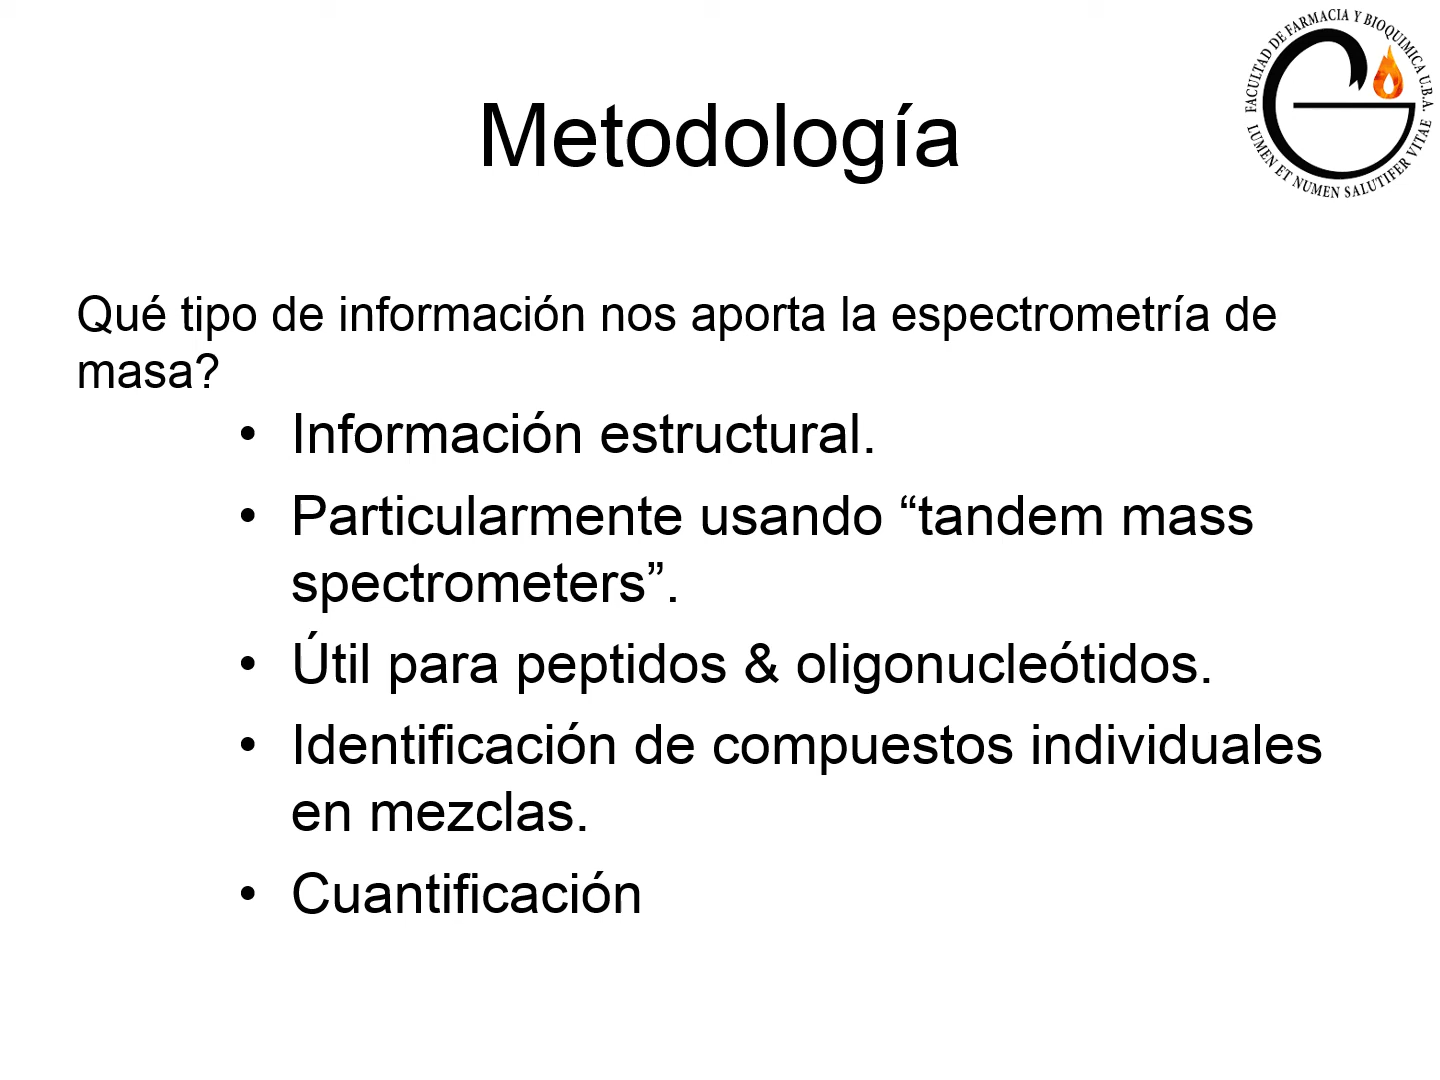 FACULTAD DE FARMACIA Y BIOQUIMICA U.B.A.
LUMEN ET NUMEN SALUTIFER VITAE
Metodología
Qué tipo de información nos aporta la espectrometría de
masa?
• Información estructural.
• Particularmente usando “tandem mass
spectrometers”.
• Útil para peptidos & oligonucleótidos.
• Identificación de compuestos individuales
en mezclas.
• Cuantificación